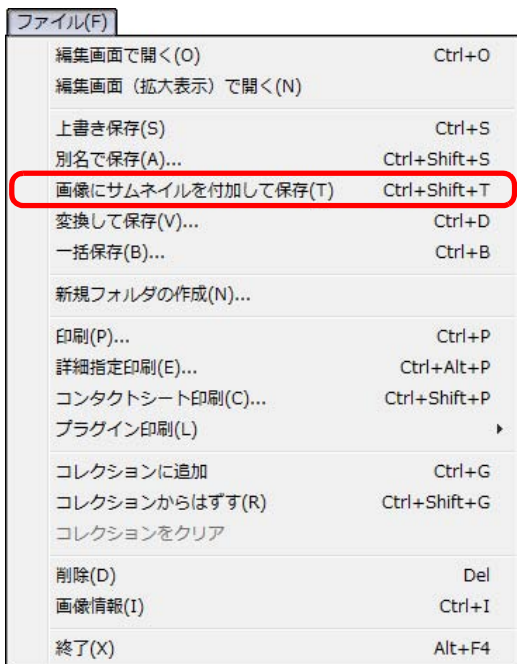 ファイル(F)
編集画面で開く(O) Ctrl+O
編集画面（拡大表示）で開く(N)
上書き保存(S) Ctrl+S
別名で保存(A)... Ctrl+Shift+S
画像にサムネイルを付加して保存(T) Ctrl+Shift+T
変換して保存(V)... Ctrl+D
一括保存(B)... Ctrl+B
新規フォルダの作成(N)...
印刷(P)... Ctrl+P
詳細指定印刷(E)... Ctrl+Alt+P
コンタクトシート印刷(C)... Ctrl+Shift+P
プラグイン印刷(L)
コレクションに追加 Ctrl+G
コレクションからはずす(R) Ctrl+Shift+G
コレクションをクリア
削除(D) Del
画像情報(I) Ctrl+I
終了(X) Alt+F4